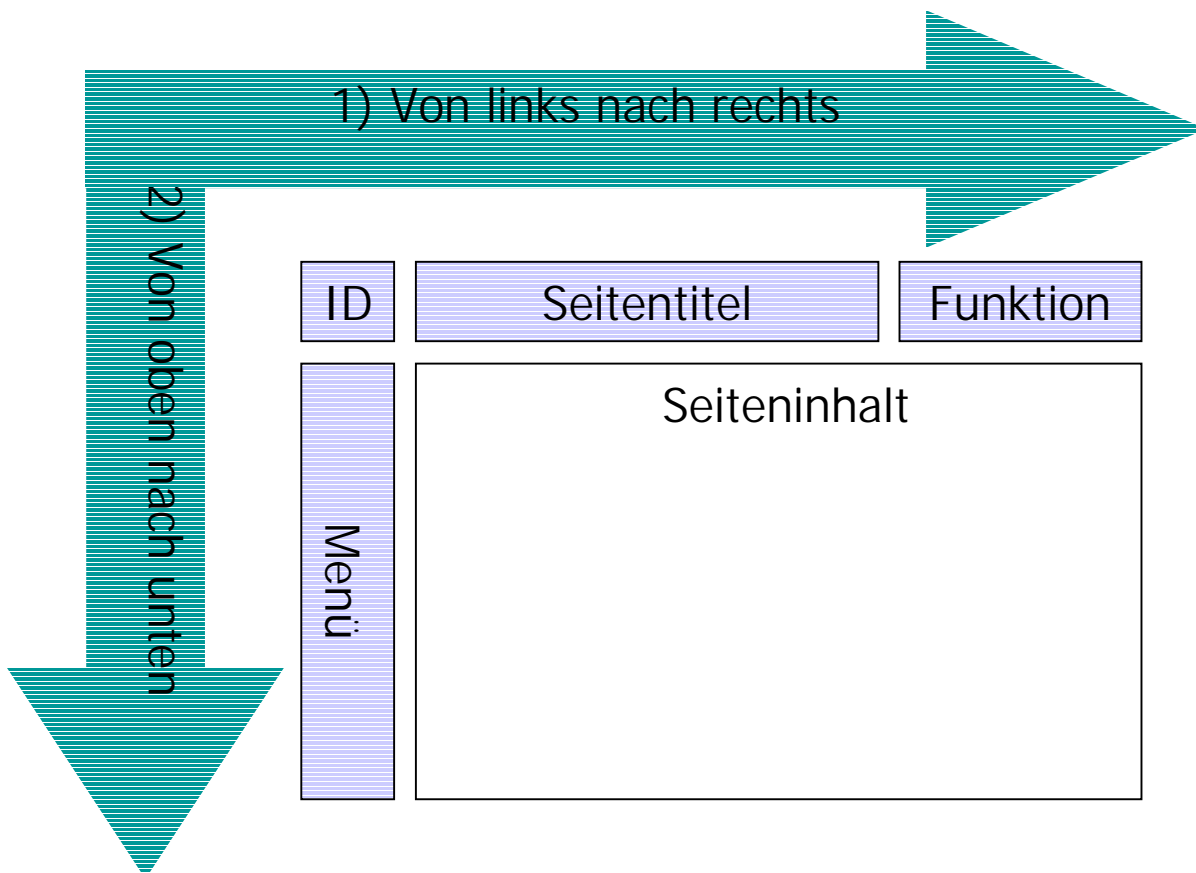 1) Von links nach rechts
2) Von oben nach unten
ID
Seitentitel
Funktion
Menü
Seiteninhalt